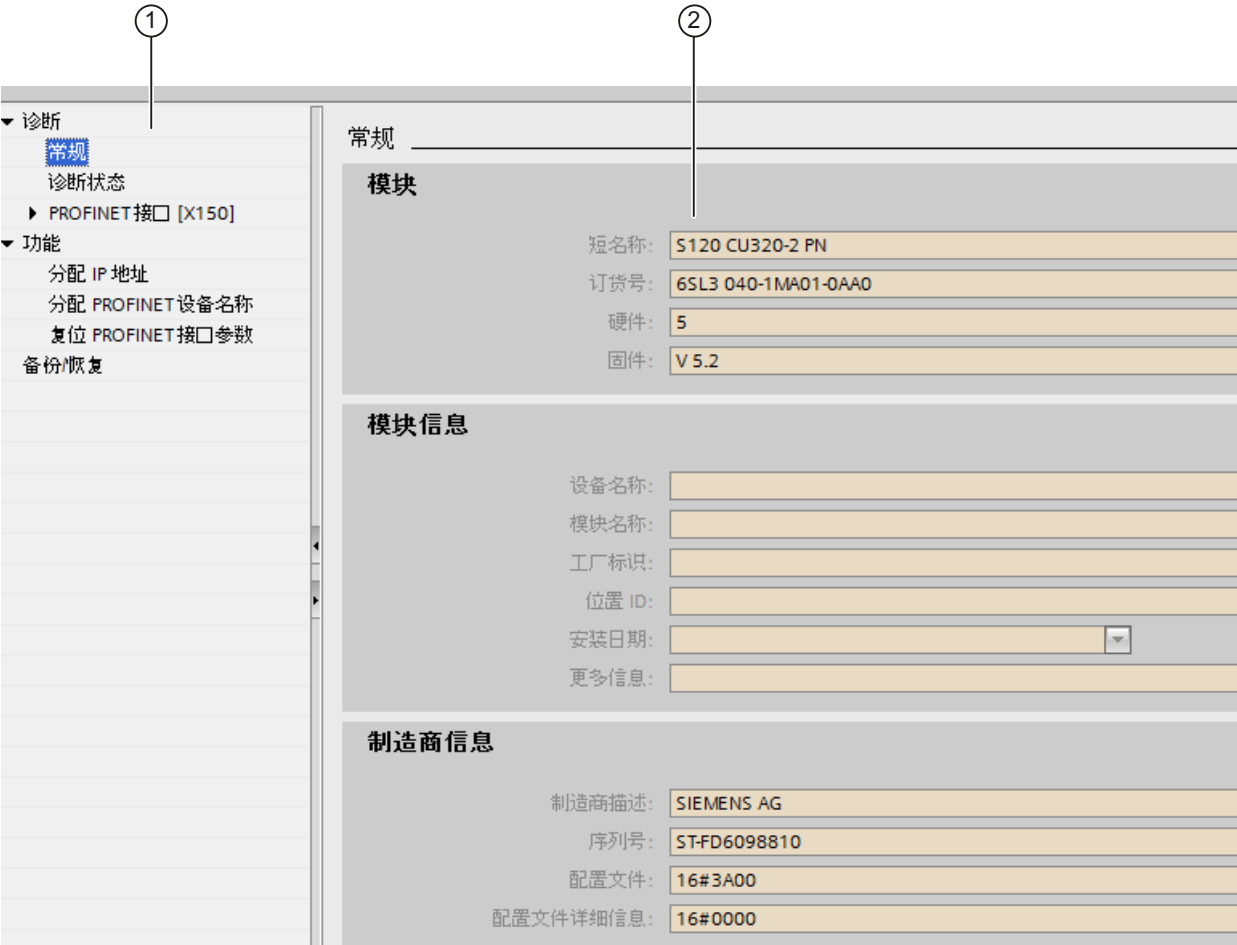 ① ②
诊断
常规
诊断状态
PROFINET接口 [X150]
功能
分配 IP 地址
分配 PROFINET设备名称
复位 PROFINET接口参数
备份/恢复
常规
模块
短名称: S120 CU320-2 PN
订货号: 6SL3 040-1MA01-0AA0
硬件: 5
固件: V 5.2
模块信息
设备名称:
模块名称:
工厂标识:
位置 ID:
安装日期:
更多信息:
制造商信息
制造商描述: SIEMENS AG
序列号: ST-FD6098810
配置文件: 16#3A00
配置文件详细信息: 16#0000